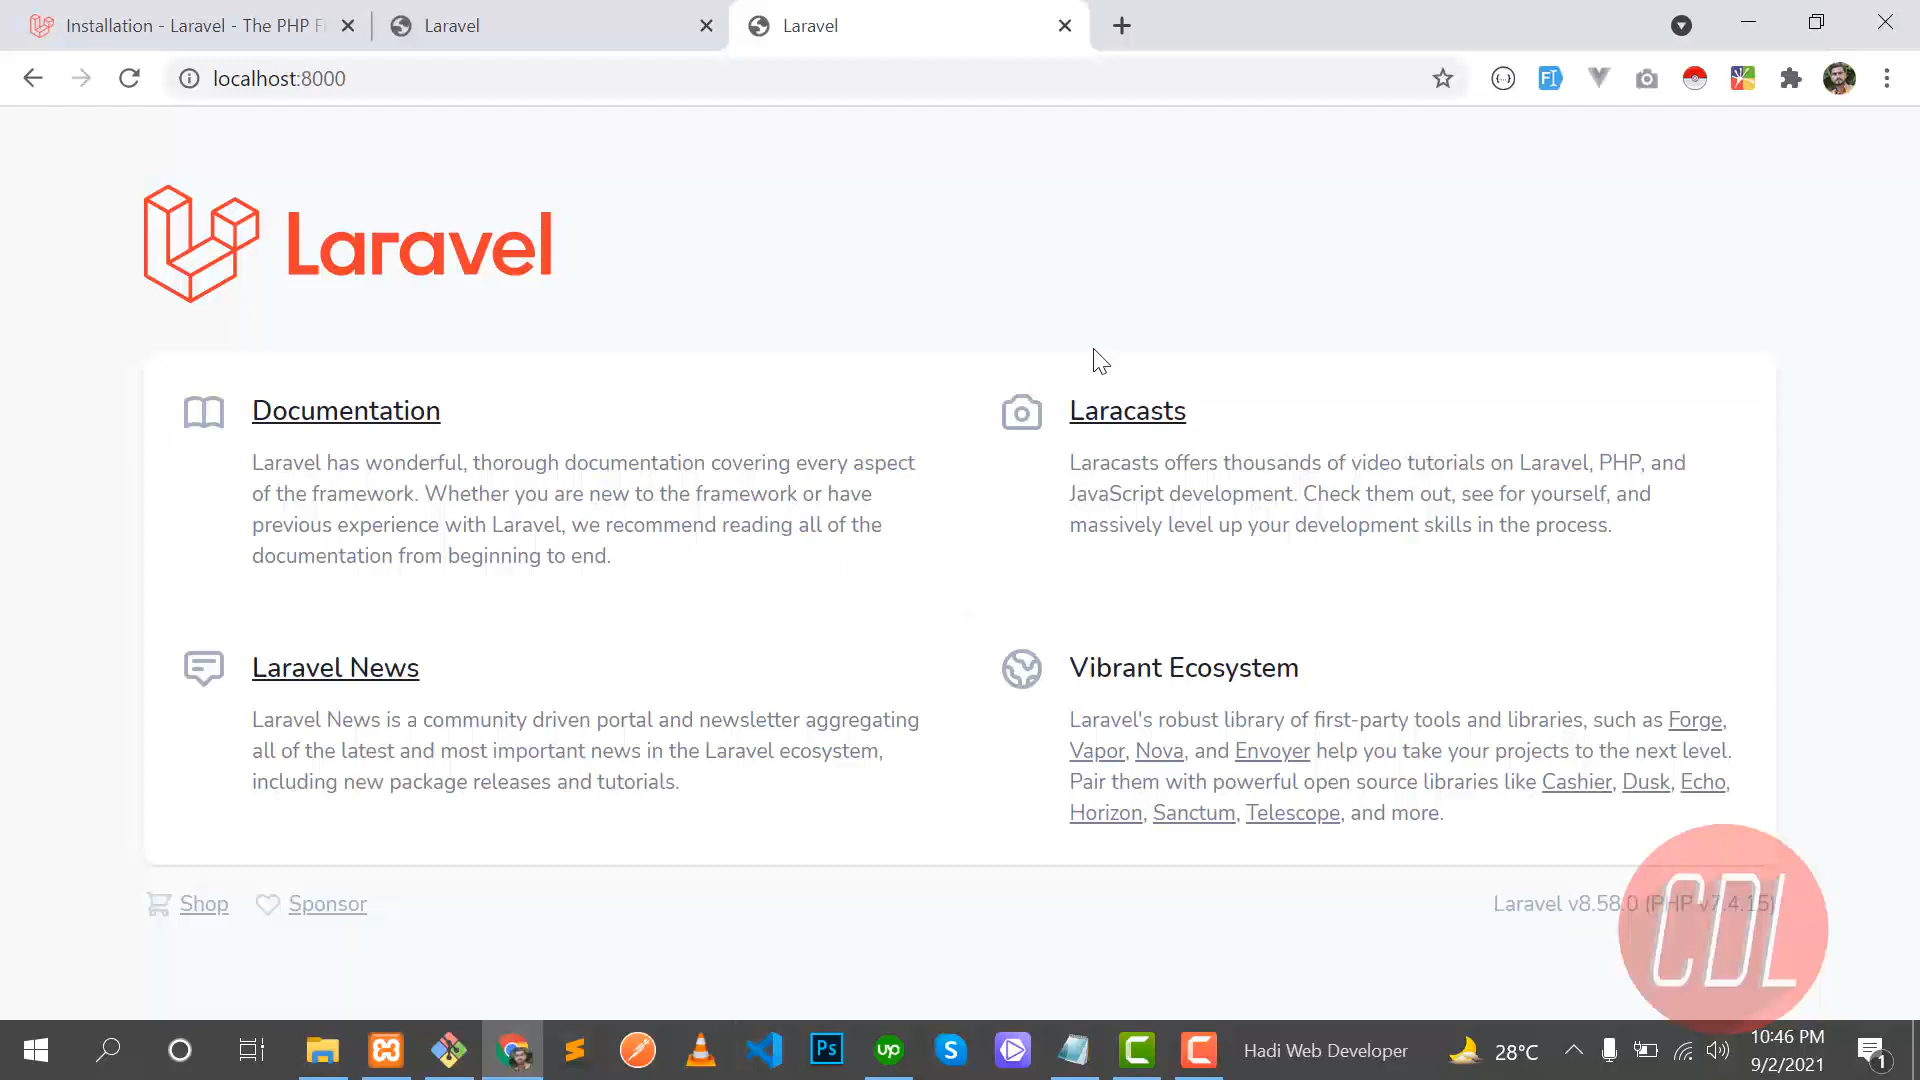 Installation - Laravel - The PHP F
Laravel
Laravel
localhost:8000
Laravel
Documentation
Laravel has wonderful, thorough documentation covering every aspect
of the framework. Whether you are new to the framework or have
previous experience with Laravel, we recommend reading all of the
documentation from beginning to end.
Laracasts
Laracasts offers thousands of video tutorials on Laravel, PHP, and
JavaScript development. Check them out, see for yourself, and
massively level up your development skills in the process.
Laravel News
Laravel News is a community driven portal and newsletter aggregating
all of the latest and most important news in the Laravel ecosystem,
including new package releases and tutorials.
Vibrant Ecosystem
Laravel's robust library of first-party tools and libraries, such as Forge,
Vapor, Nova, and Envoyer help you take your projects to the next level.
Pair them with powerful open source libraries like Cashier, Dusk, Echo,
Horizon, Sanctum, Telescope, and more.
Shop
Sponsor
Laravel v8.58.0 (PHP v7.4.15)
CDL
Ps
up
S
Hadi Web Developer
28°C
10:46 PM
9/2/2021
1